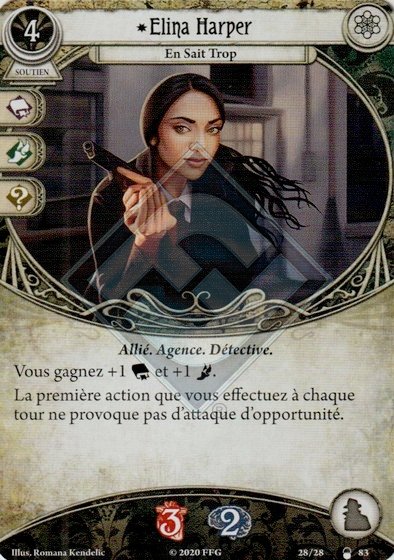 4
*Elina Harper
SOUTIEN
En Sait Trop
?
Allié. Agence. Détective.
Vous gagnez +1 et +1 .
La première action que vous effectuez à chaque
tour ne provoque pas d'attaque d'opportunité.
3 2
Illus. Romana Kendelic © 2020 FFG 28/28 83